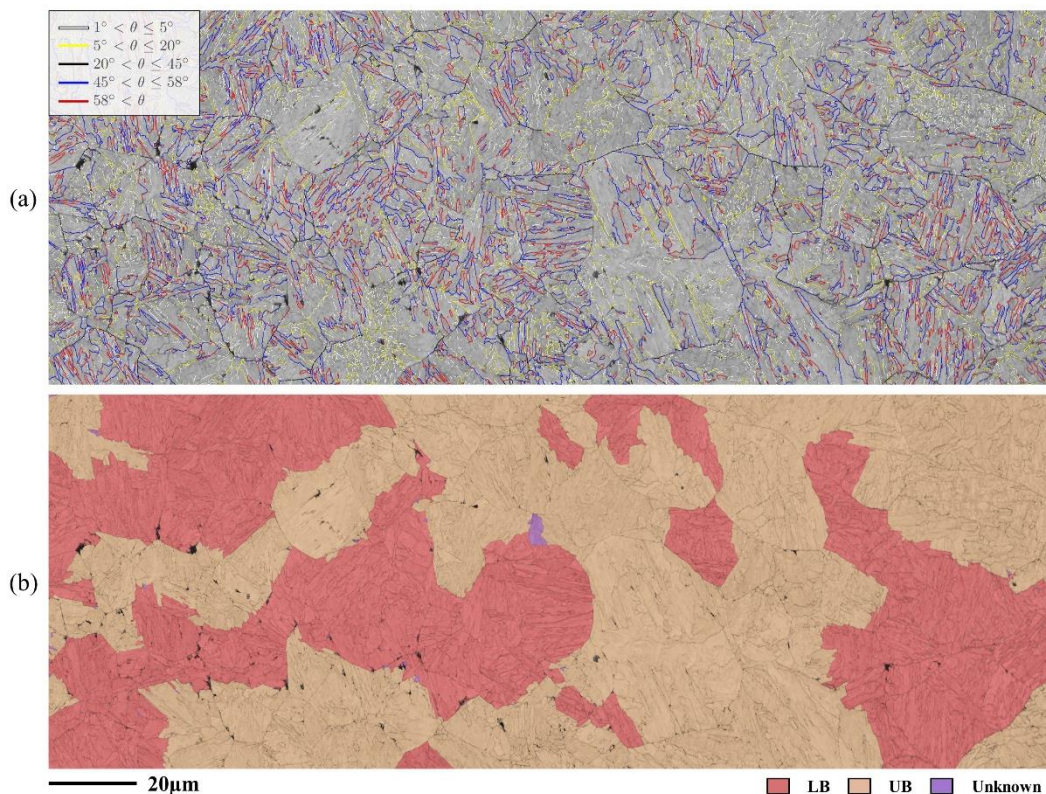 1° < θ ≤ 5°
5° < θ ≤ 20°
20° < θ ≤ 45°
45° < θ ≤ 58°
58° < θ
(a)
(b)
20μm
LB UB Unknown